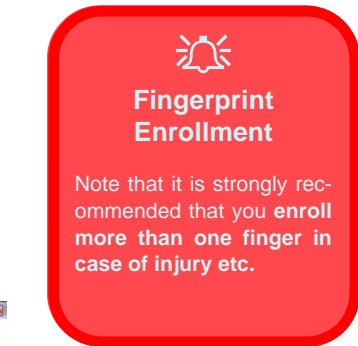 Fingerprint
Enrollment
Note that it is strongly rec-
ommended that you enroll
more than one finger in
case of injury etc.